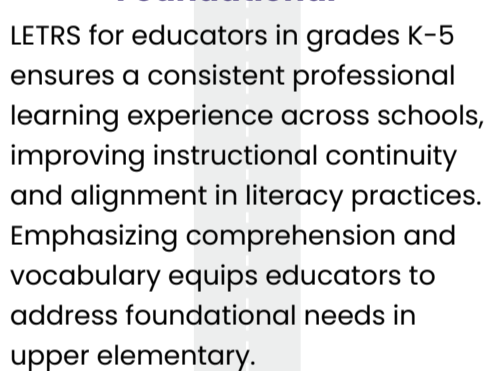 LETRS for educators in grades K-5
ensures a consistent professional
learning experience across schools,
improving instructional continuity
and alignment in literacy practices.
Emphasizing comprehension and
vocabulary equips educators to
address foundational needs in
upper elementary.